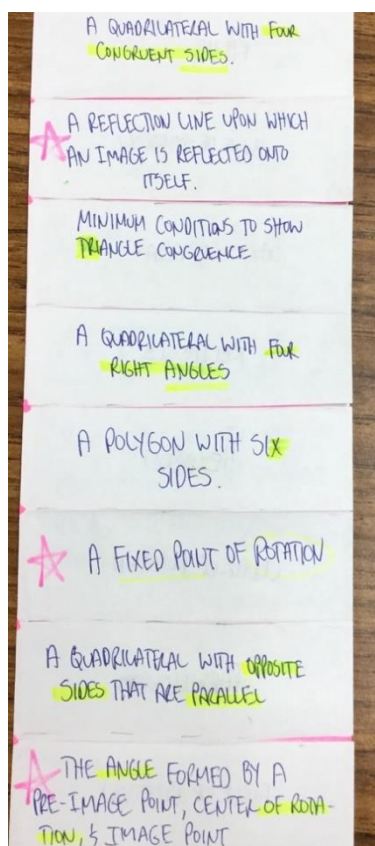 A QUADRILATERAL WITH FOUR
CONGRUENT SIDES.
A REFLECTION LINE UPON WHICH
AN IMAGE IS REFLECTED ONTO
ITSELF.
MINIMUM CONDITIONS TO SHOW
TRIANGLE CONGRUENCE
A QUADRILATERAL WITH FOUR
RIGHT ANGLES
A POLYGON WITH SIX
SIDES.
A FIXED POINT OF ROTATION
A QUADRILATERAL WITH OPPOSITE
SIDES THAT ARE PARALLEL
THE ANGLE FORMED BY A
PRE-IMAGE POINT, CENTER OF ROTA-
TION, & IMAGE POINT